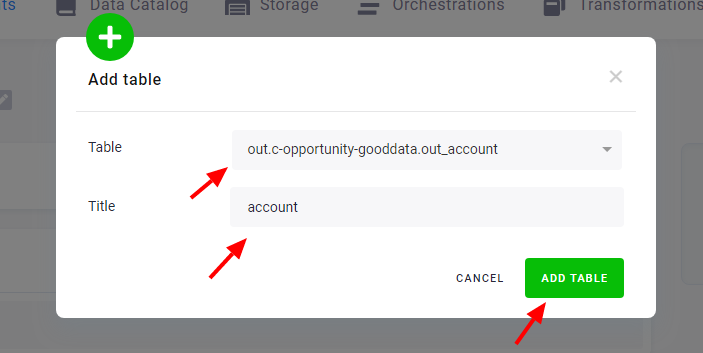 ts Data Catalog Storage Orchestrations Transformations
Add table
Table out.c-opportunity-gooddata.out_account
Title account
CANCEL ADD TABLE